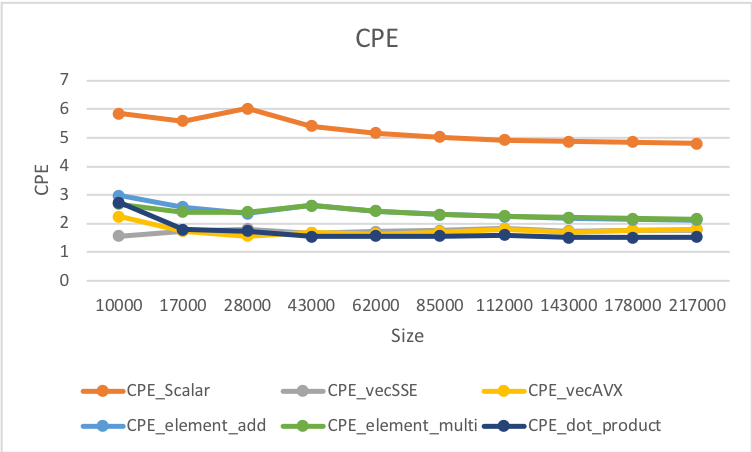 CPE
7
6
5
4
3
2
1
0
CPE
10000 17000 28000 43000 62000 85000 112000 143000 178000 217000
Size
CPE_Scalar CPE_vecSSE CPE_vecAVX
CPE_element_add CPE_element_multi CPE_dot_product